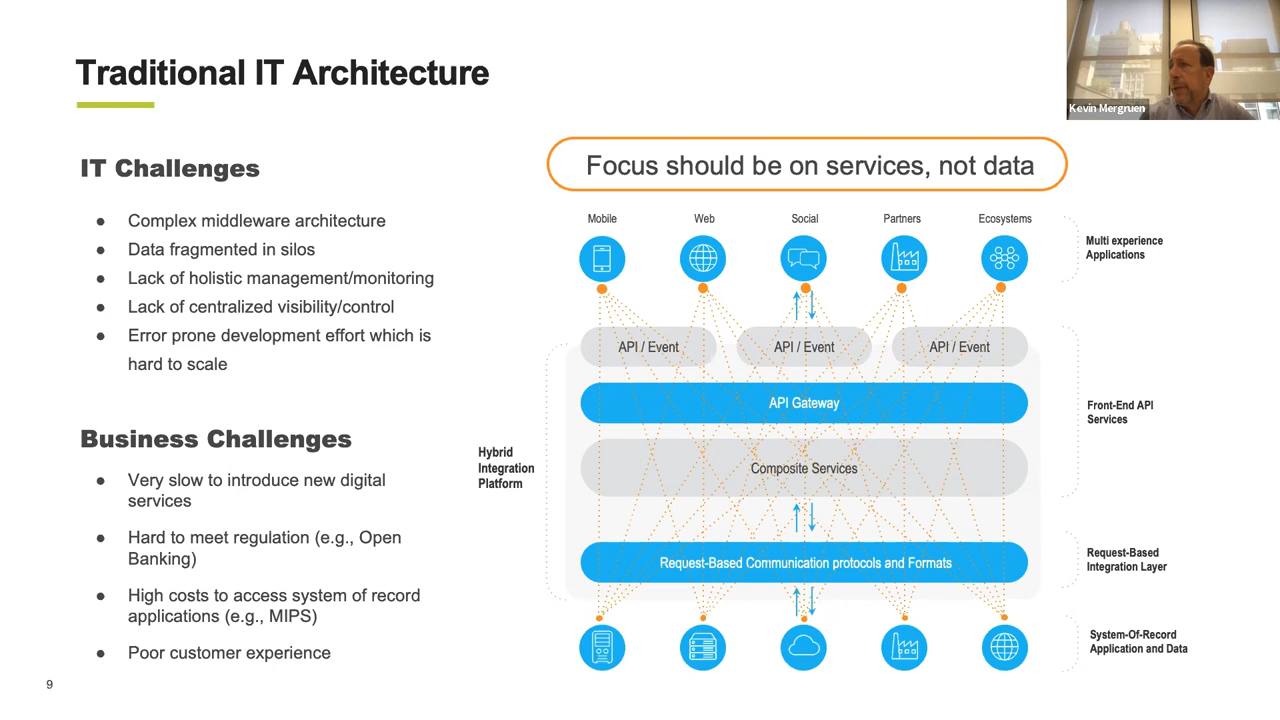 Traditional IT Architecture
Kevin Mergruen
IT Challenges
● Complex middleware architecture
● Data fragmented in silos
● Lack of holistic management/monitoring
● Lack of centralized visibility/control
● Error prone development effort which is
hard to scale
Business Challenges
● Very slow to introduce new digital
services
● Hard to meet regulation (e.g., Open
Banking)
● High costs to access system of record
applications (e.g., MIPS)
● Poor customer experience
Focus should be on services, not data
Mobile Web Social Partners Ecosystems
Multi experience
Applications
API / Event API / Event API / Event
API Gateway
Front-End API
Services
Composite Services
Hybrid
Integration
Platform
Request-Based Communication protocols and Formats
Request-Based
Integration Layer
System-Of-Record
Application and Data
9